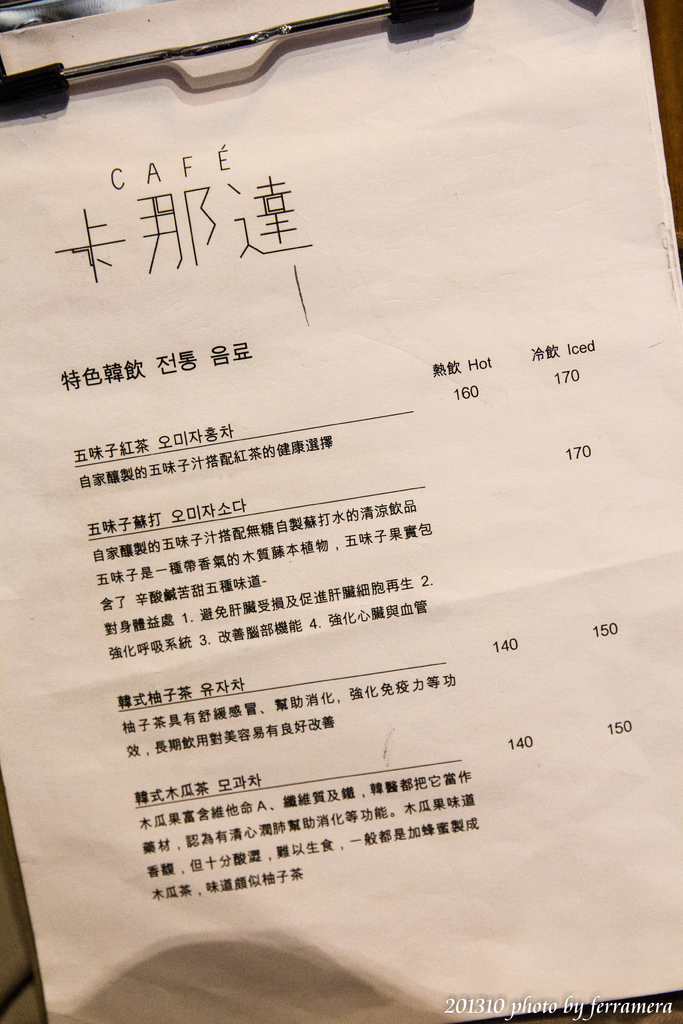 CAFÉ
卡那達
特色韓飲 전통 음료
熱飲 Hot 冷飲 Iced
五味子紅茶 오미자홍차 160 170
自家釀製的五味子汁搭配紅茶的健康選擇
五味子蘇打 오미자소다 170
自家釀製的五味子汁搭配無糖自製蘇打水的清涼飲品
五味子是一種帶香氣的木質藤本植物，五味子果實包
含了 辛酸鹹苦甜五種味道-
對身體益處 1. 避免肝臟受損及促進肝臟細胞再生 2.
強化呼吸系統 3. 改善腦部機能 4. 強化心臟與血管
韓式柚子茶 유자차 140 150
柚子茶具有舒緩感冒、幫助消化, 強化免疫力等功
效，長期飲用對美容易有良好改善
韓式木瓜茶 모과차 140 150
木瓜果富含維他命A、纖維質及鐵，韓醫都把它當作
藥材，認為有清心潤肺幫助消化等功能。木瓜果味道
香馥，但十分酸澀，難以生食，一般都是加蜂蜜製成
木瓜茶，味道頗似柚子茶
201310 photo by ferramera